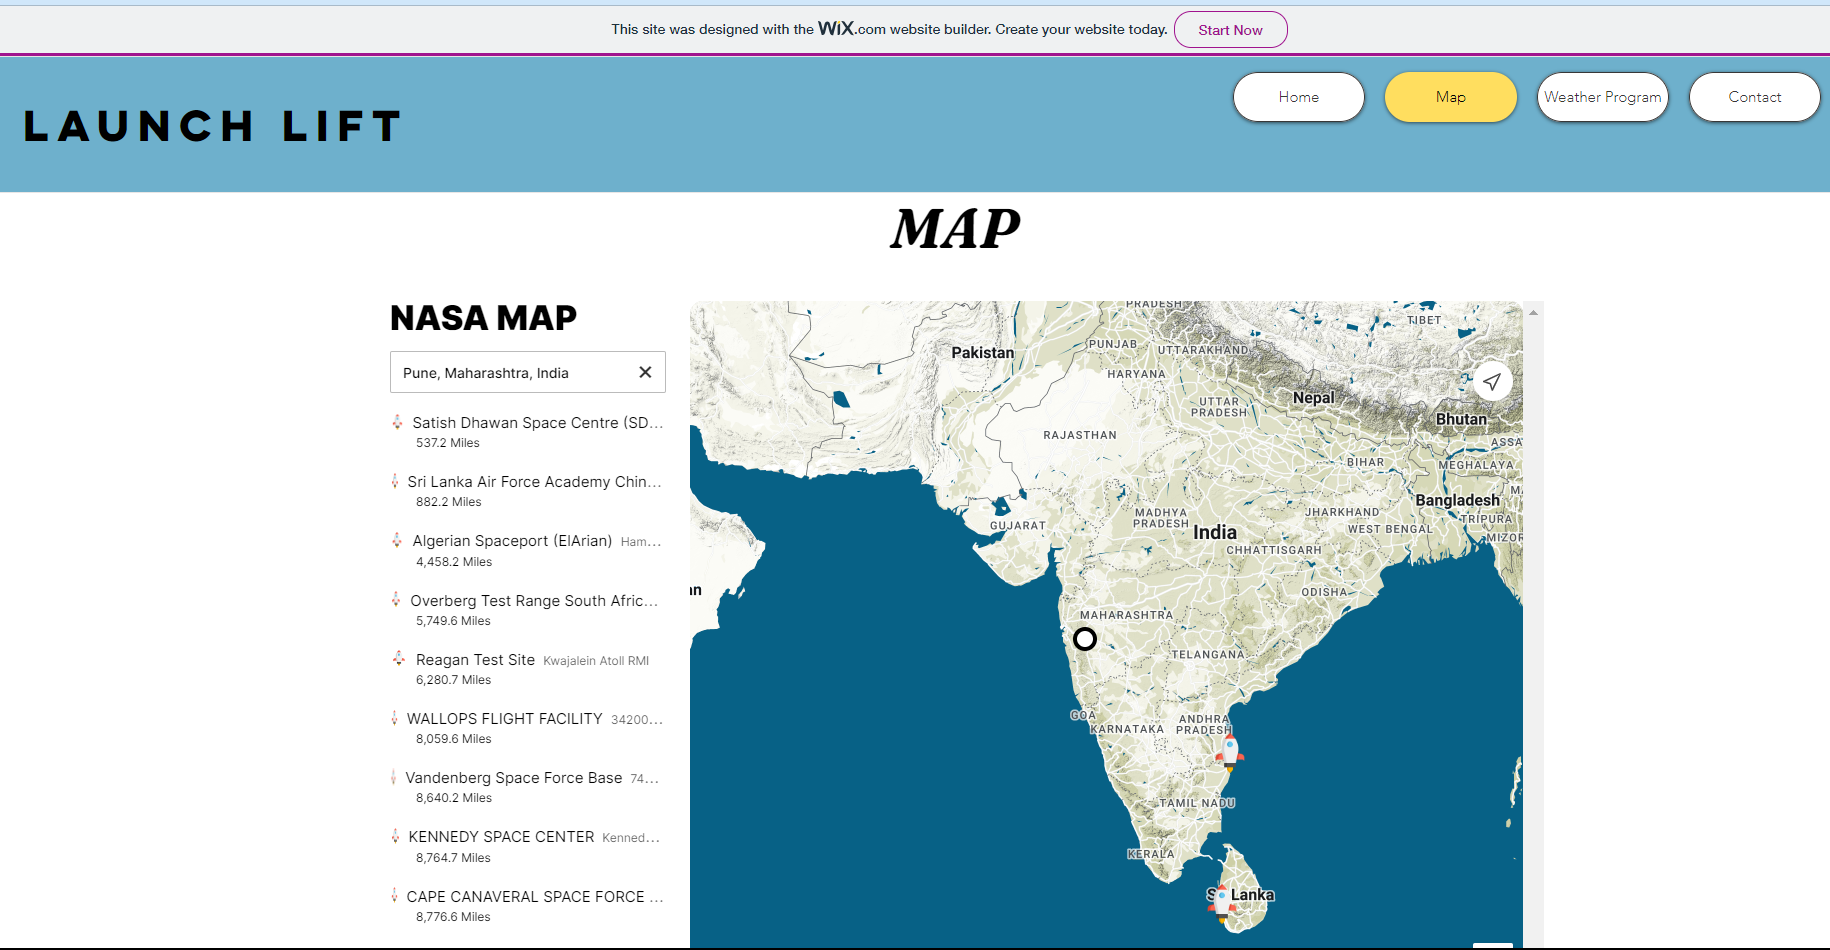 This site was designed with the WiX.com website builder. Create your website today. Start Now
Home Map Weather Program Contact
LAUNCH LIFT
MAP
NASA MAP
Pune, Maharashtra, India
Satish Dhawan Space Centre (SD...
537.2 Miles
Sri Lanka Air Force Academy Chin...
882.2 Miles
Algerian Spaceport (ElArian) Ham...
4,458.2 Miles
Overberg Test Range South Afric...
5,749.6 Miles
Reagan Test Site Kwajalein Atoll RMI
6,280.7 Miles
WALLOPS FLIGHT FACILITY 34200...
8,059.6 Miles
Vandenberg Space Force Base 74...
8,640.2 Miles
KENNEDY SPACE CENTER Kenned...
8,764.7 Miles
CAPE CANAVERAL SPACE FORCE ...
8,776.6 Miles
PRADESH
TIBET
Pakistan
PUNJAB
UTTARAKHAND
HARYANA
Nepal
UTTAR
PRADESH
Bhutan
RAJASTHAN
ASSA
BIHAR
MEGHALAYA
Bangladesh
GUJARAT
MADHYA
PRADESH
JHARKHAND
WEST BENGAL
TRIPURA
MIZOR
India
CHHATTISGARH
ODISHA
MAHARASHTRA
TELANGANA
GOA
KARNATAKA
ANDHRA
PRADESH
TAMIL NADU
KERALA
Lanka